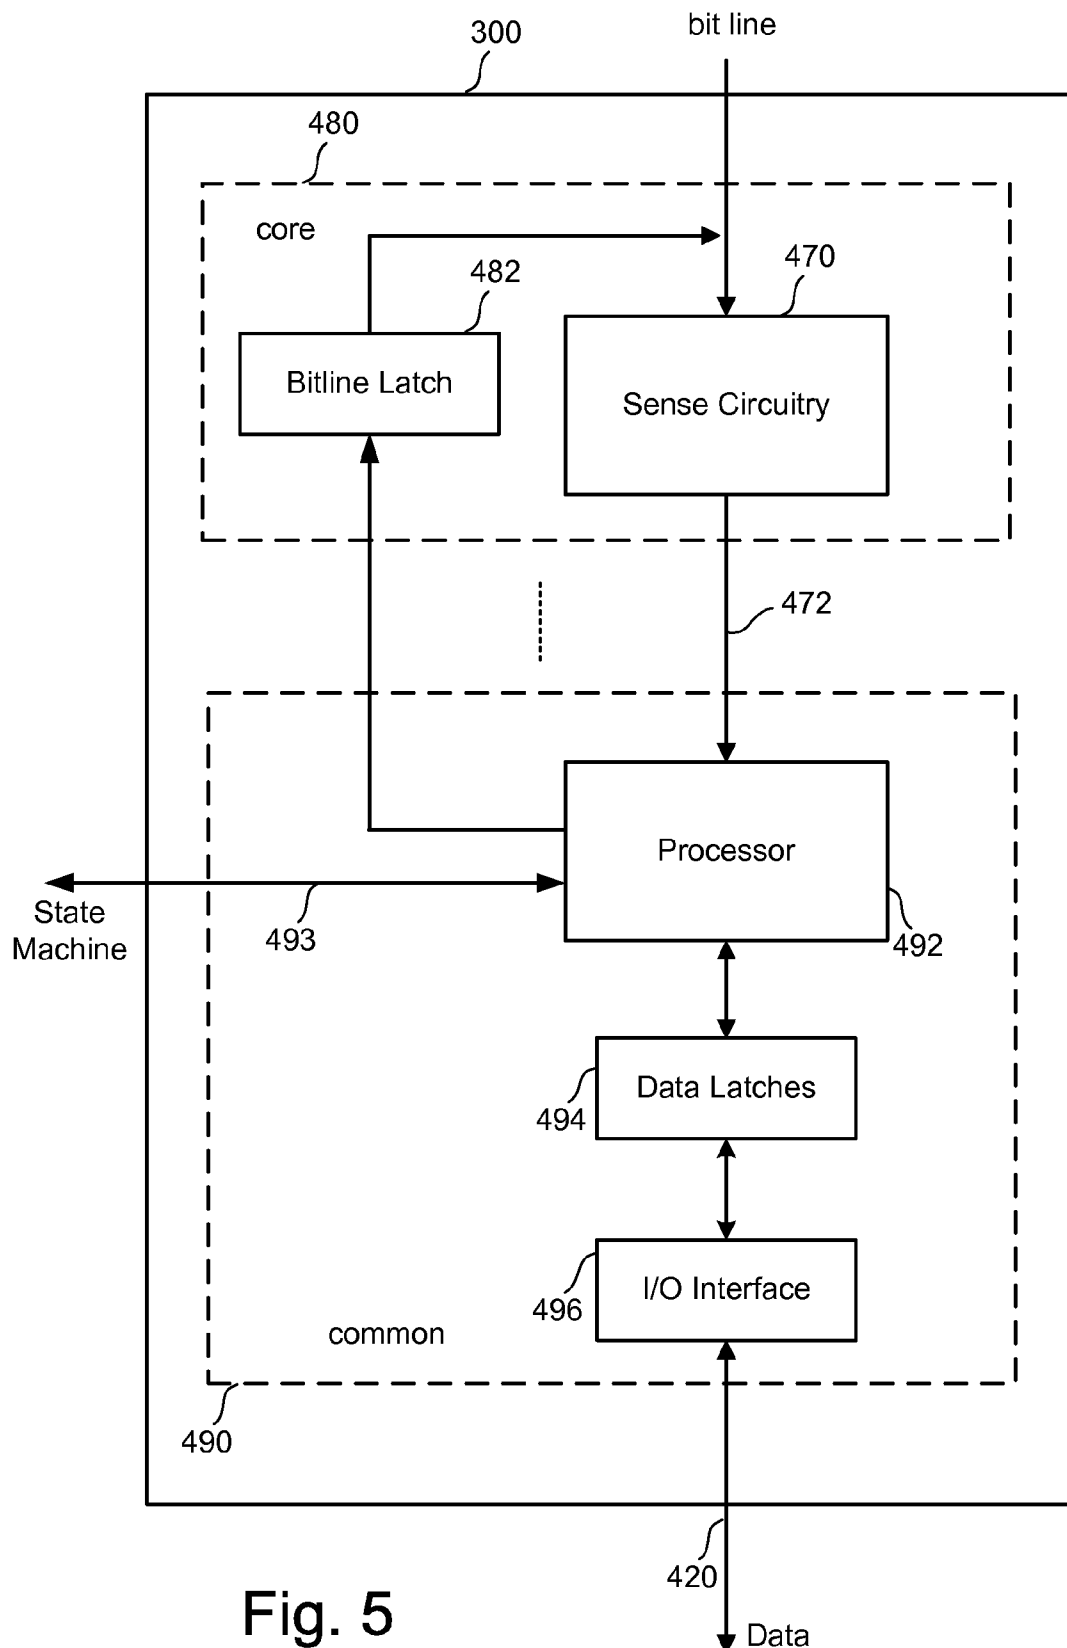 300
bit line
480
core
482
470
Bitline Latch
Sense Circuitry
472
Processor
State
Machine
493
492
Data Latches
494
I/O Interface
496
common
490
420
Data
Fig. 5